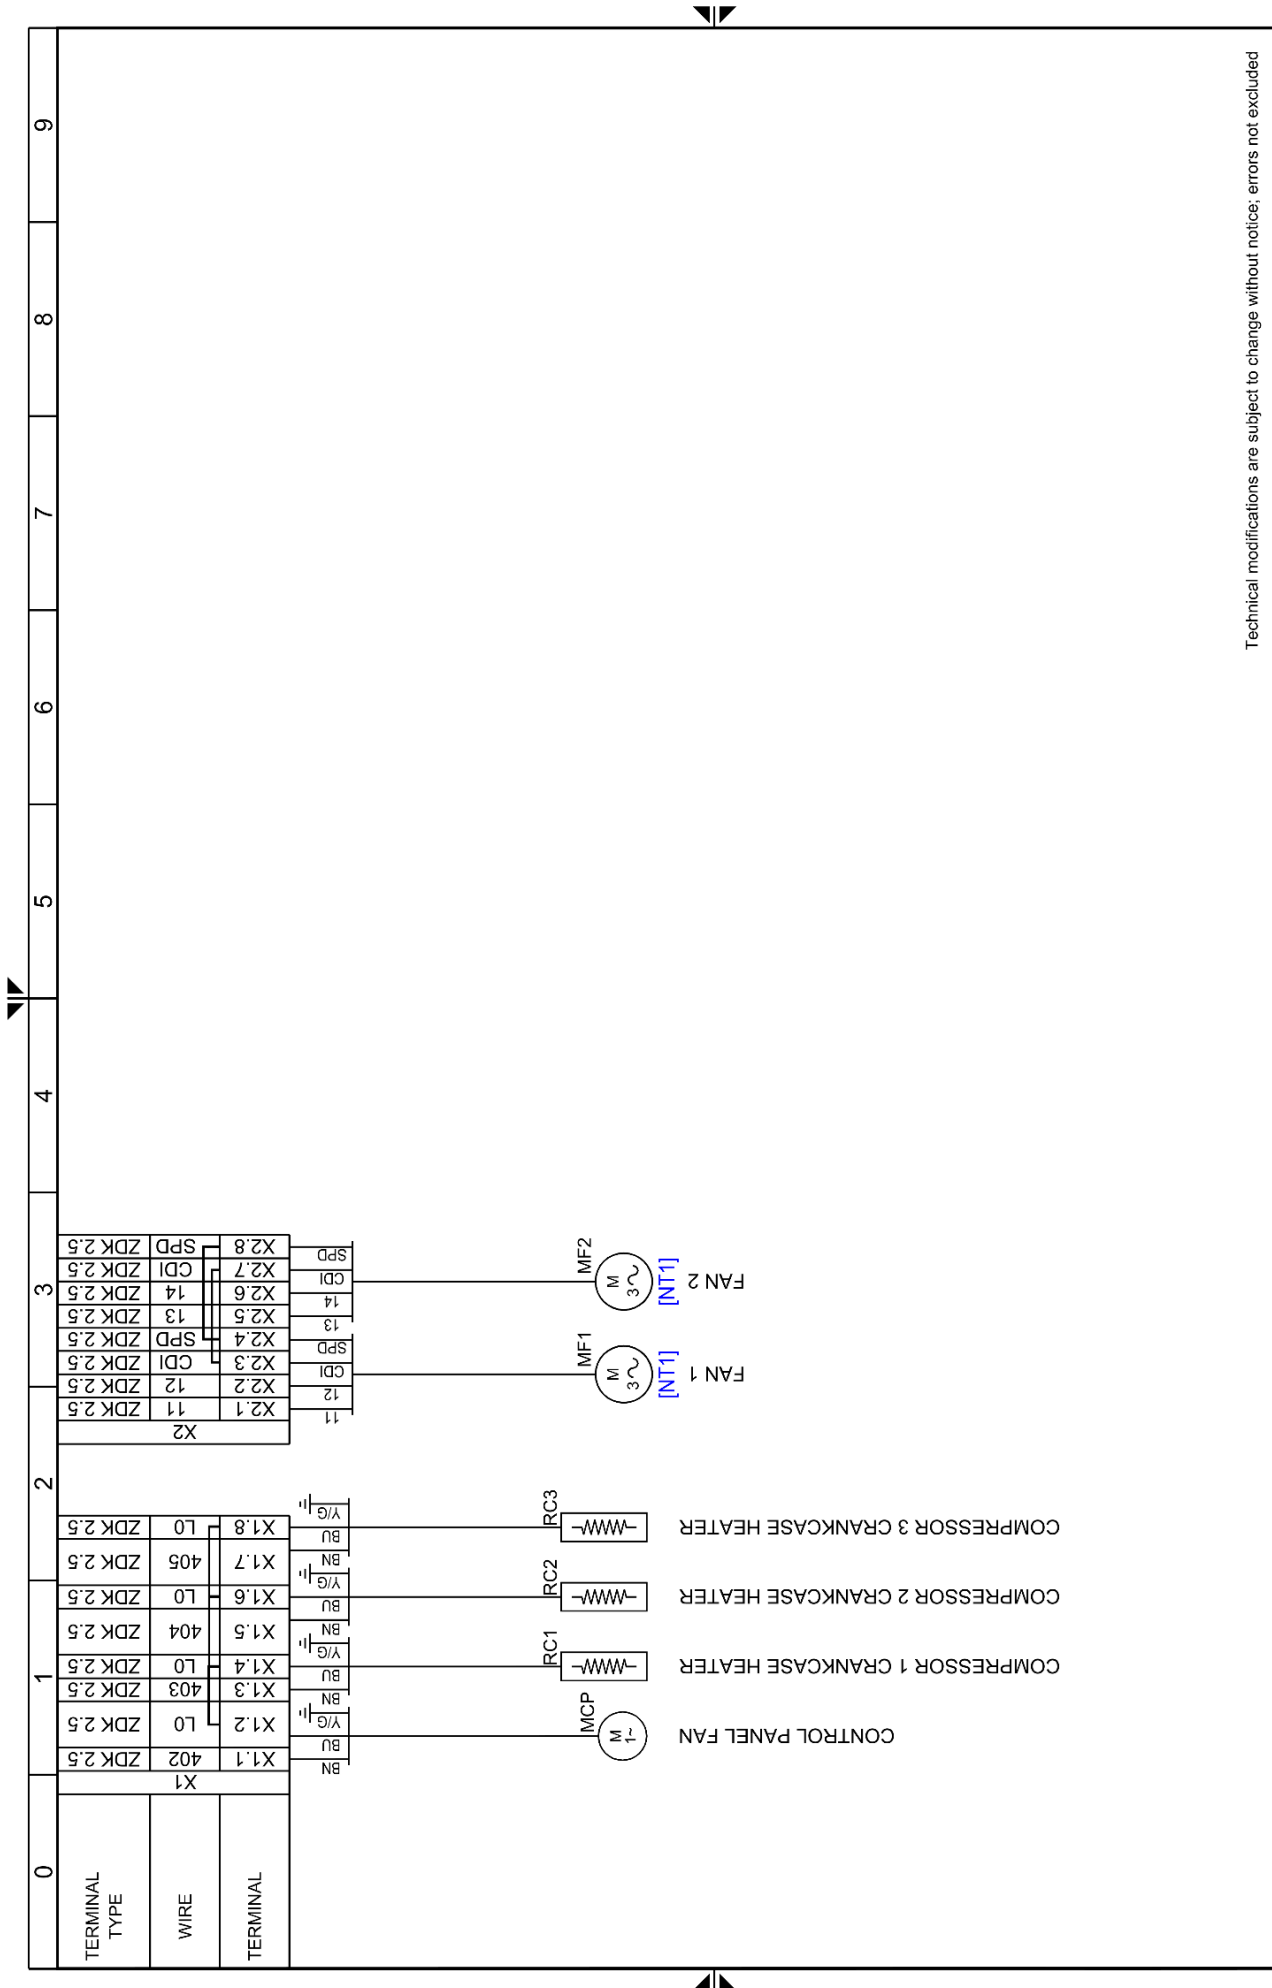 0 1 2 3 4 5 6 7 8 9
TERMINAL
TYPE
WIRE
TERMINAL
X1
X1.1 402 ZDK 2.5
X1.2 L0 ZDK 2.5
X1.3 403 ZDK 2.5
X1.4 L0 ZDK 2.5
X1.5 404 ZDK 2.5
X1.6 L0 ZDK 2.5
X1.7 405 ZDK 2.5
X1.8 L0 ZDK 2.5
X2
X2.1 11 ZDK 2.5
X2.2 12 ZDK 2.5
X2.3 CDI ZDK 2.5
X2.4 SPD ZDK 2.5
X2.5 13 ZDK 2.5
X2.6 14 ZDK 2.5
X2.7 CDI ZDK 2.5
X2.8 SPD ZDK 2.5
BN
BU
Y/G
BN
BU
Y/G
BN
BU
Y/G
BN
BU
Y/G
11
12
CDI
SPD
13
14
CDI
SPD
MCP
M
1~
CONTROL PANEL FAN
RC1
COMPRESSOR 1 CRANKCASE HEATER
RC2
COMPRESSOR 2 CRANKCASE HEATER
RC3
COMPRESSOR 3 CRANKCASE HEATER
MF1
M
3~
[NT1]
FAN 1
MF2
M
3~
[NT1]
FAN 2
Technical modifications are subject to change without notice; errors not excluded